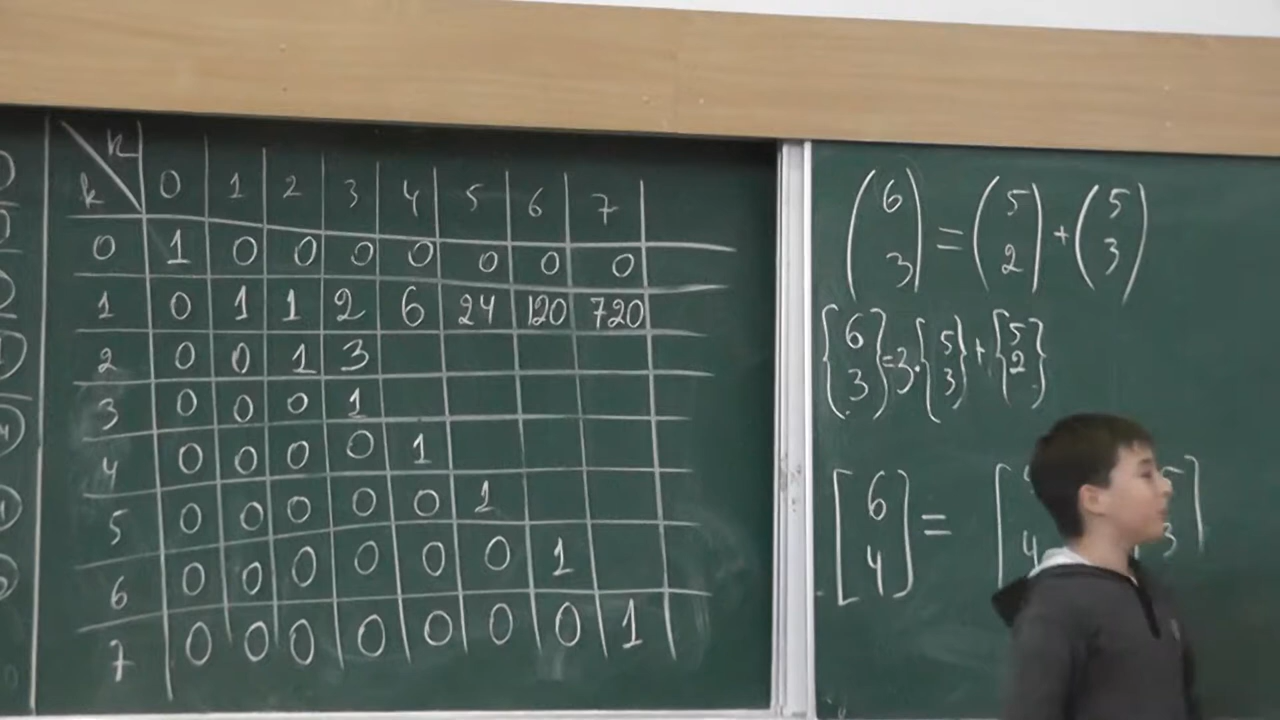 n 0 1 2 3 4 5 6 7
k
0 1 0 0 0 0 0 0 0
1 0 1 1 2 6 24 120 720
2 0 0 1 3
3 0 0 0 1
4 0 0 0 0 1
5 0 0 0 0 0 1
6 0 0 0 0 0 0 1
7 0 0 0 0 0 0 0 1
(6 3) = (5 2) + (5 3)
{6 3} = 3 · {5 3} + {5 2}
[6 4] = [ 4 3]